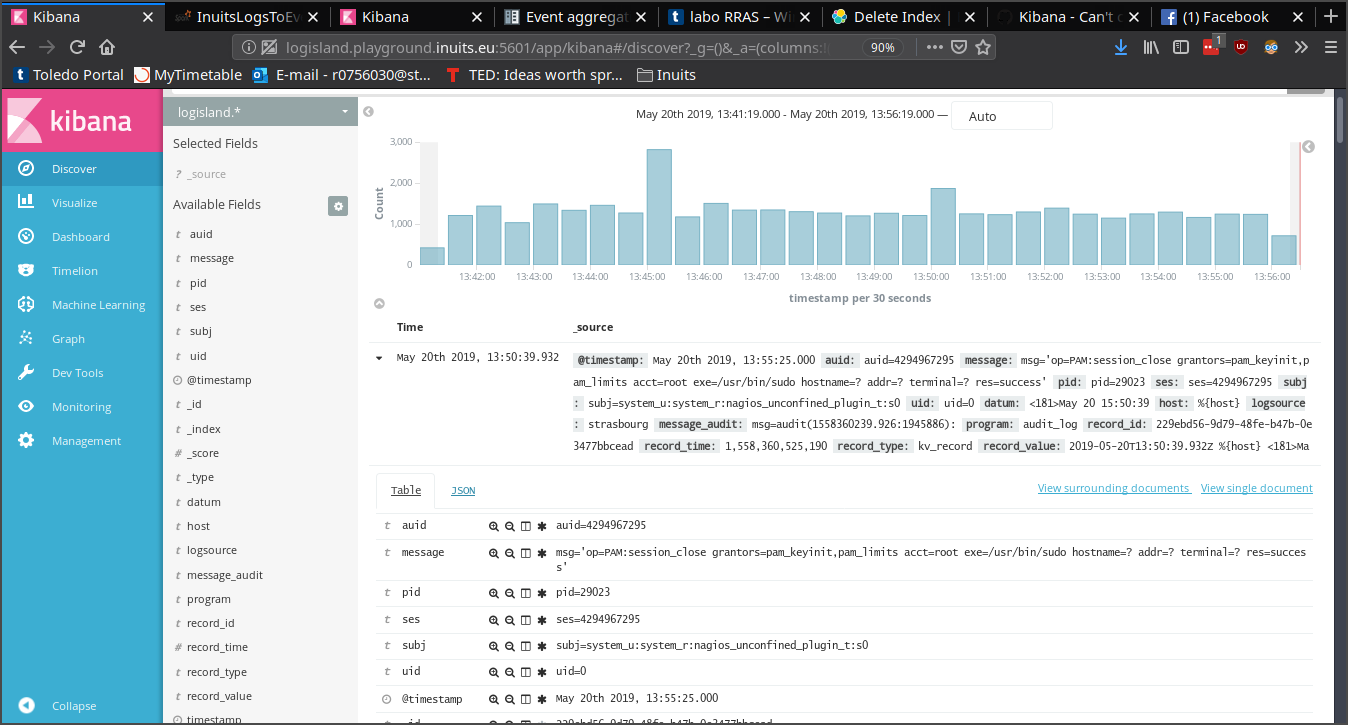 Kibana
InuitsLogsToEv
Kibana
Event aggregat
labo RRAS – Wi
Delete Index |
Kibana - Can't c
(1) Facebook
logisland.playground.inuits.eu:5601/app/kibana#/discover?_g=()&_a=(columns:
90%
1
Toledo Portal
MyTimetable
E-mail - r0756030@st...
TED: Ideas worth spr...
Inuits
kibana
Discover
Visualize
Dashboard
Timelion
Machine Learning
Graph
Dev Tools
Monitoring
Management
Collapse
logisland.*
Selected Fields
? _source
Available Fields
t auid
t message
t pid
t ses
t subj
t uid
@timestamp
t _id
t _index
# _score
t _type
t datum
t host
t logsource
t message_audit
t program
t record_id
# record_time
t record_type
t record_value
timestamp
May 20th 2019, 13:41:19.000 - May 20th 2019, 13:56:19.000 —
Auto
Count
3,000
2,000
1,000
0
13:42:00 13:43:00 13:44:00 13:45:00 13:46:00 13:47:00 13:48:00 13:49:00 13:50:00 13:51:00 13:52:00 13:53:00 13:54:00 13:55:00 13:56:00
timestamp per 30 seconds
Time _source
May 20th 2019, 13:50:39.932
@timestamp: May 20th 2019, 13:55:25.000 auid: auid=4294967295 message: msg='op=PAM:session_close grantors=pam_keyinit,p
am_limits acct=root exe=/usr/bin/sudo hostname=? addr=? terminal=? res=success' pid: pid=29023 ses: ses=4294967295 subj
: subj=system_u:system_r:nagios_unconfined_plugin_t:s0 uid: uid=0 datum: <181>May 20 15:50:39 host: %{host} logsource
: strasbourg message_audit: msg=audit(1558360239.926:1945886): program: audit_log record_id: 229ebd56-9d79-48fe-b47b-0e
3477bbcead record_time: 1,558,360,525,190 record_type: kv_record record_value: 2019-05-20T13:50:39.932Z %{host} <181>Ma
Table JSON
View surrounding documents View single document
t auid auid=4294967295
t message msg='op=PAM:session_close grantors=pam_keyinit,pam_limits acct=root exe=/usr/bin/sudo hostname=? addr=? terminal=? res=succes
s'
t pid pid=29023
t ses ses=4294967295
t subj subj=system_u:system_r:nagios_unconfined_plugin_t:s0
t uid uid=0
@timestamp May 20th 2019, 13:55:25.000
t _id 229ebd56-9d79-48fe-b47b-0e3477bbcead